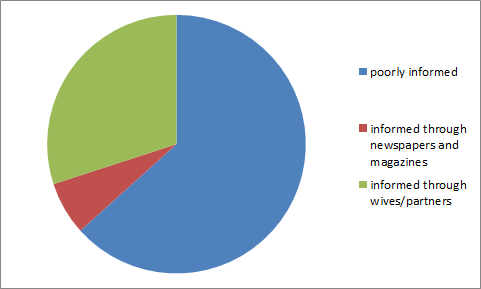 poorly informed
informed through
newspapers and
magazines
informed through
wives/partners